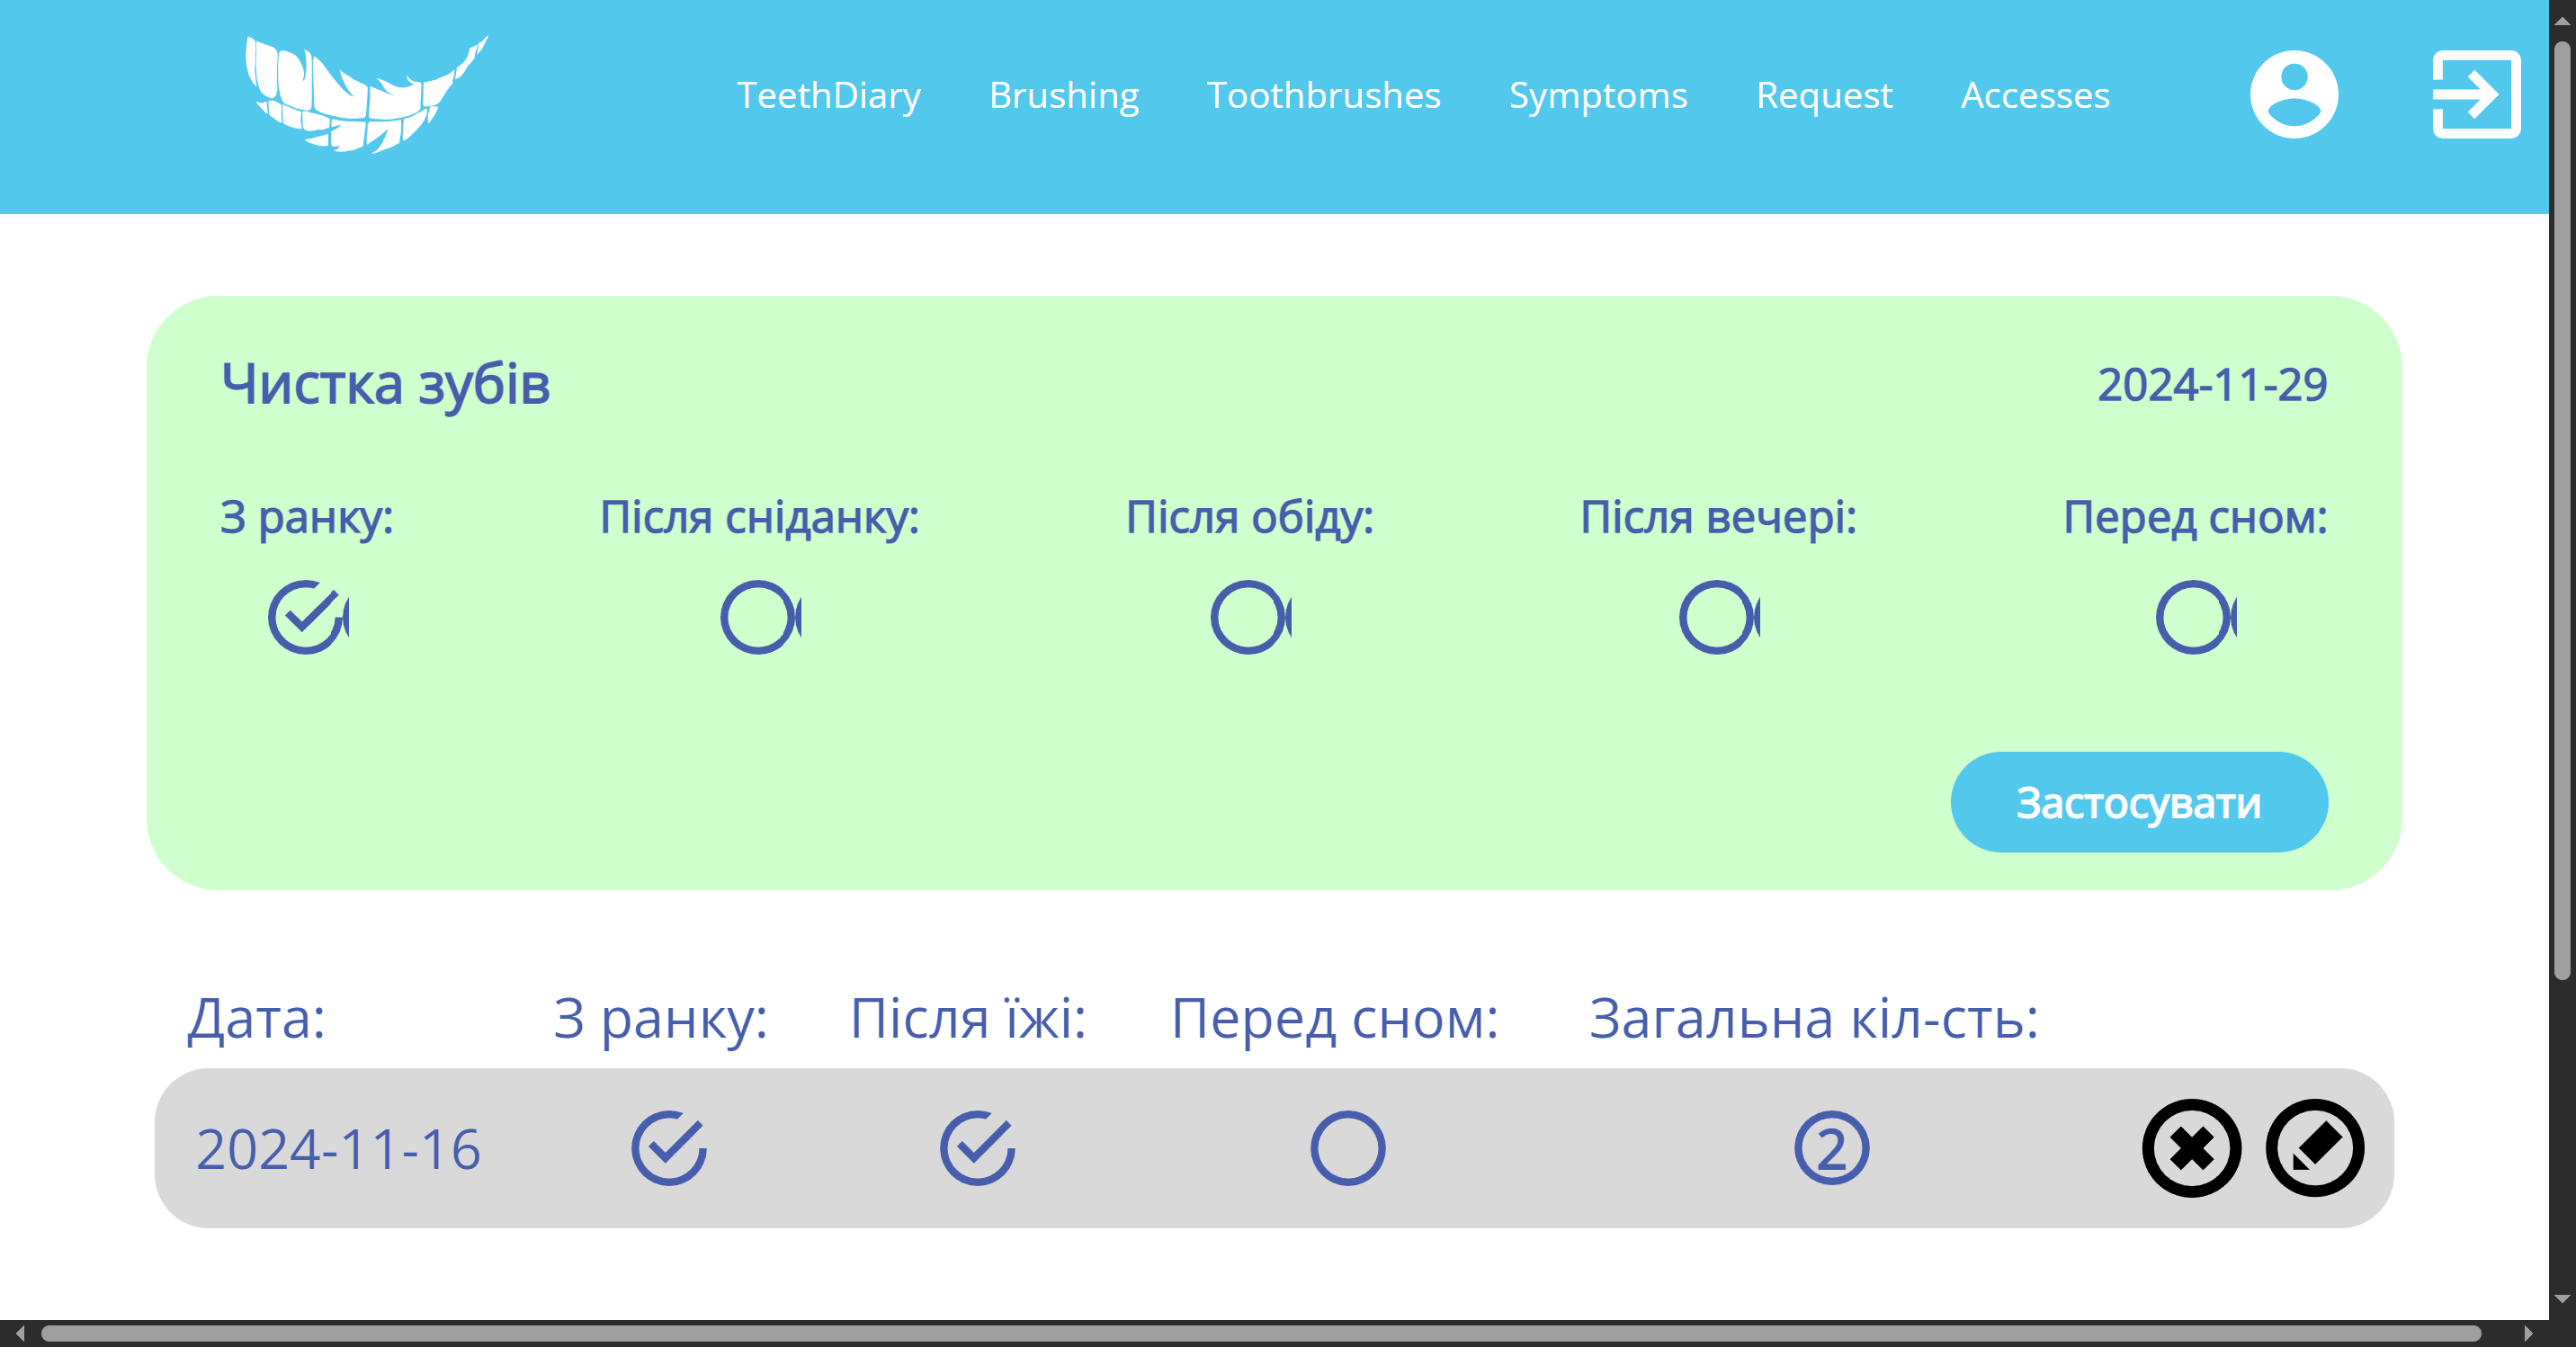 TeethDiary Brushing Toothbrushes Symptoms Request Accesses
Чистка зубів 2024-11-29
З ранку: Після сніданку: Після обіду: Після вечері: Перед сном:
Застосувати
Дата: З ранку: Після їжі: Перед сном: Загальна кіл-сть:
2024-11-16 2